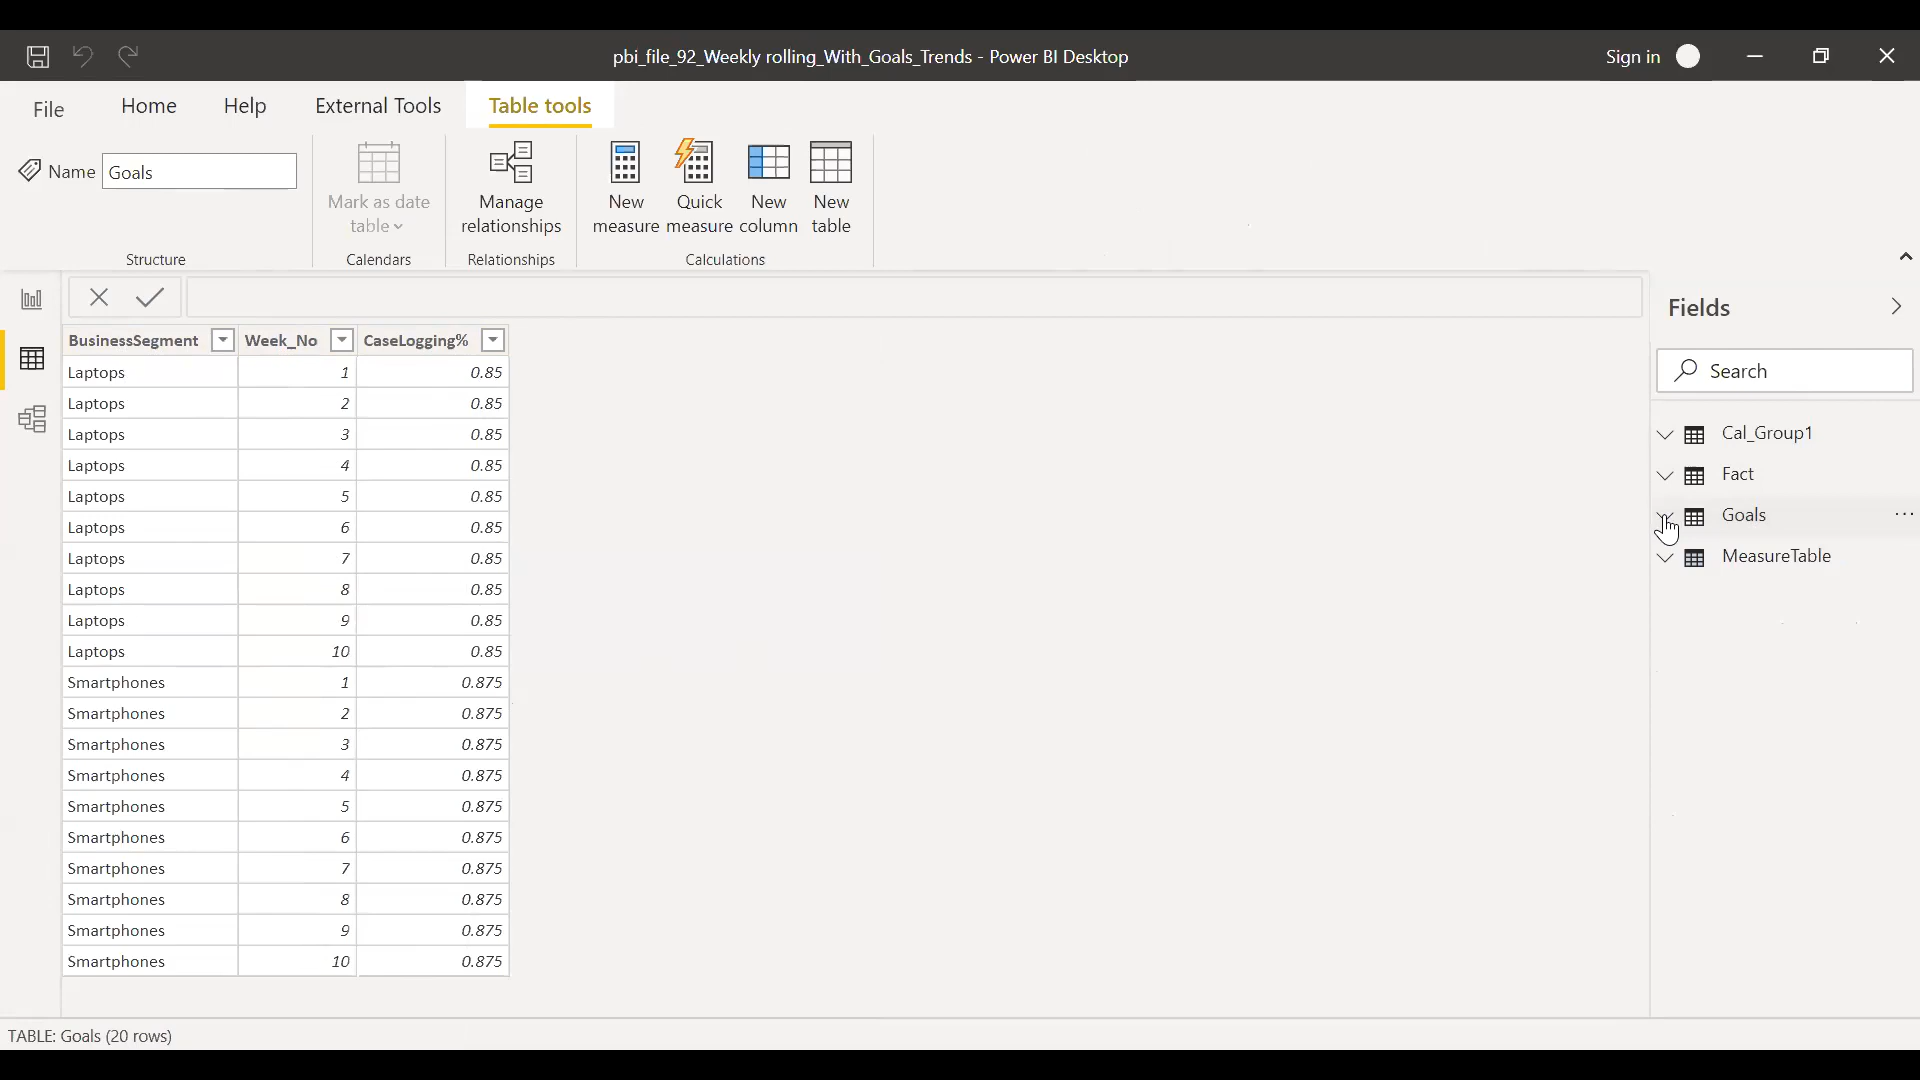 pbi_file_92_Weekly rolling_With_Goals_Trends - Power BI Desktop
Sign in
File
Home
Help
External Tools
Table tools
Name
Goals
Mark as date
table
Manage
relationships
New
measure
Quick
measure
New
column
New
table
Structure
Calendars
Relationships
Calculations
Fields
Search
Cal_Group1
Fact
Goals
MeasureTable
BusinessSegment Week_No CaseLogging%
Laptops 1 0.85
Laptops 2 0.85
Laptops 3 0.85
Laptops 4 0.85
Laptops 5 0.85
Laptops 6 0.85
Laptops 7 0.85
Laptops 8 0.85
Laptops 9 0.85
Laptops 10 0.85
Smartphones 1 0.875
Smartphones 2 0.875
Smartphones 3 0.875
Smartphones 4 0.875
Smartphones 5 0.875
Smartphones 6 0.875
Smartphones 7 0.875
Smartphones 8 0.875
Smartphones 9 0.875
Smartphones 10 0.875
TABLE: Goals (20 rows)